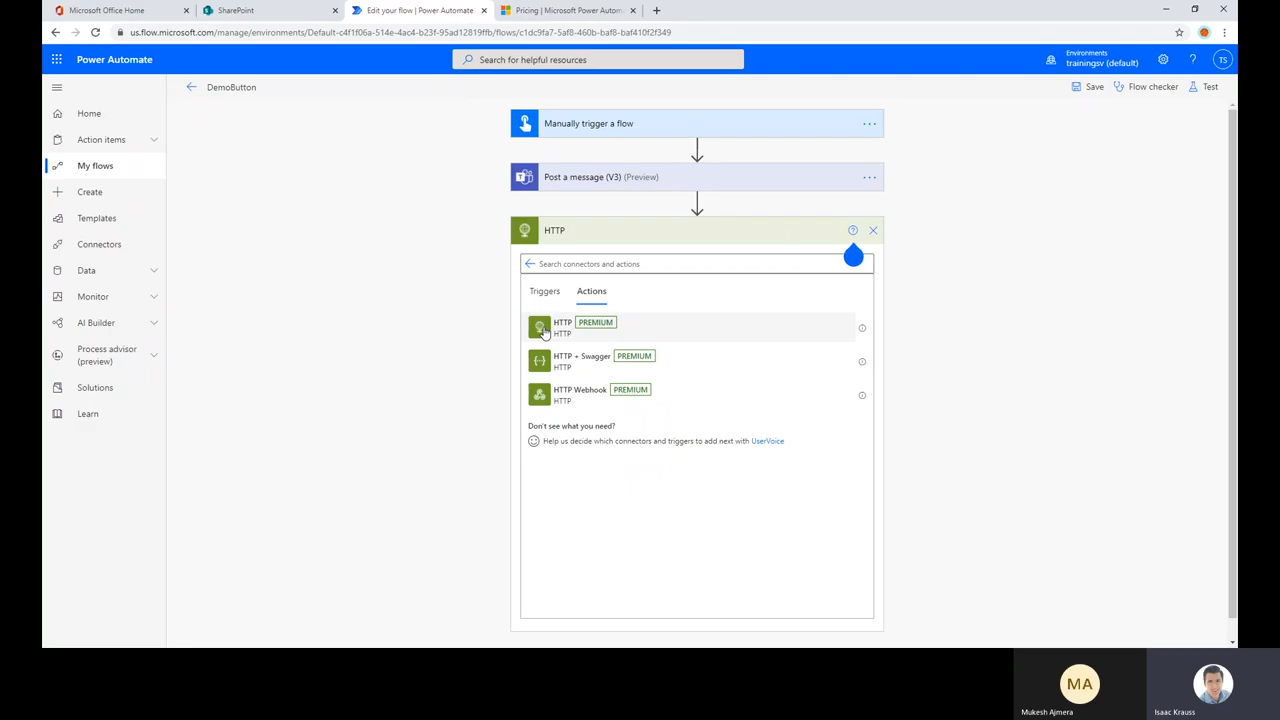 Microsoft Office Home
SharePoint
Edit your flow | Power Automate
Pricing | Microsoft Power Autom
us.flow.microsoft.com/manage/environments/Default-c4f1f06a-514e-4ac4-b23f-95ad12819ffb/flows/c1dc9fa7-5af8-460b-baf8-baf410f2f349
Power Automate
Search for helpful resources
Environments
trainingsv (default)
TS
DemoButton
Save
Flow checker
Test
Home
Action items
My flows
Create
Templates
Connectors
Data
Monitor
AI Builder
Process advisor
(preview)
Solutions
Learn
Manually trigger a flow
Post a message (V3) (Preview)
HTTP
Search connectors and actions
Triggers
Actions
HTTP PREMIUM
HTTP
HTTP + Swagger PREMIUM
HTTP
HTTP Webhook PREMIUM
HTTP
Don't see what you need?
Help us decide which connectors and triggers to add next with UserVoice
MA
Mukesh Ajmera
Isaac Krauss